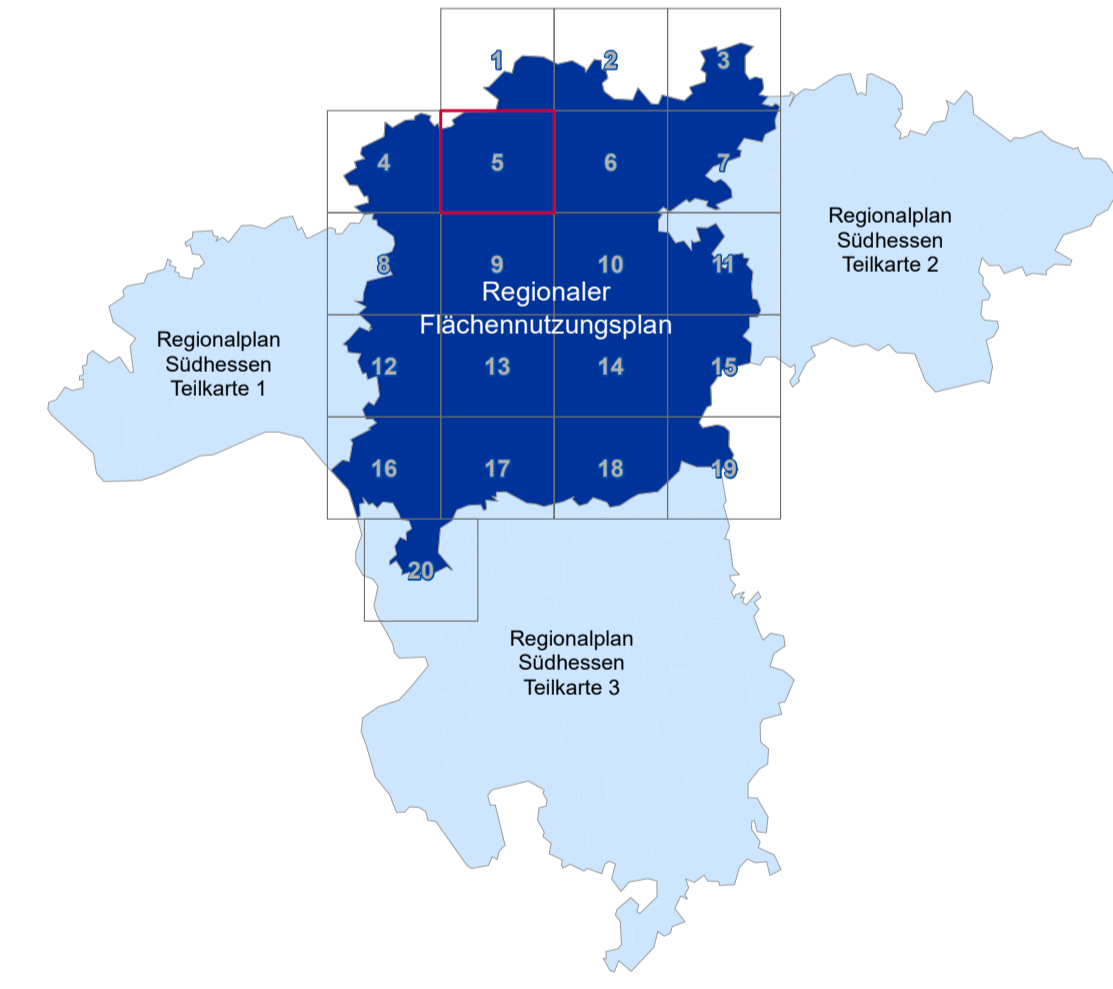 1
2
3
4
5
6
7
Regionalplan
Südhessen
Teilkarte 2
8
9
10
11
Regionaler
Flächennutzungsplan
Regionalplan
Südhessen
Teilkarte 1
12
13
14
15
16
17
18
19
20
Regionalplan
Südhessen
Teilkarte 3